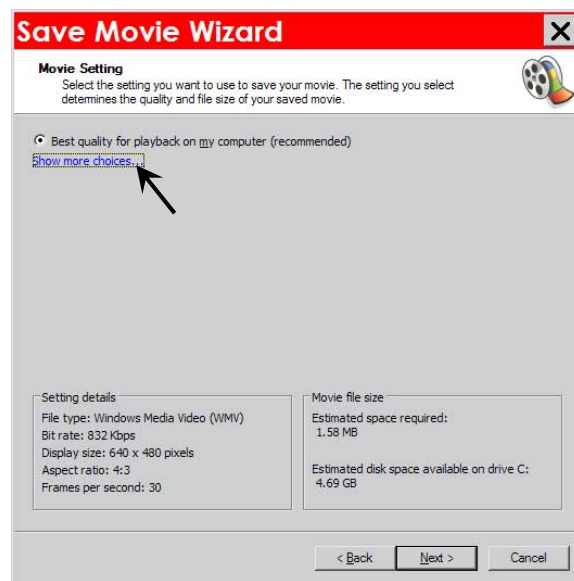 Save Movie Wizard
Movie Setting
Select the setting you want to use to save your movie. The setting you select
determines the quality and file size of your saved movie.
Best quality for playback on my computer (recommended)
Show more choices...
Setting details
File type: Windows Media Video (WMV)
Bit rate: 832 Kbps
Display size: 640 x 480 pixels
Aspect ratio: 4:3
Frames per second: 30
Movie file size
Estimated space required:
1.58 MB
Estimated disk space available on drive C:
4.69 GB
< Back
Next >
Cancel